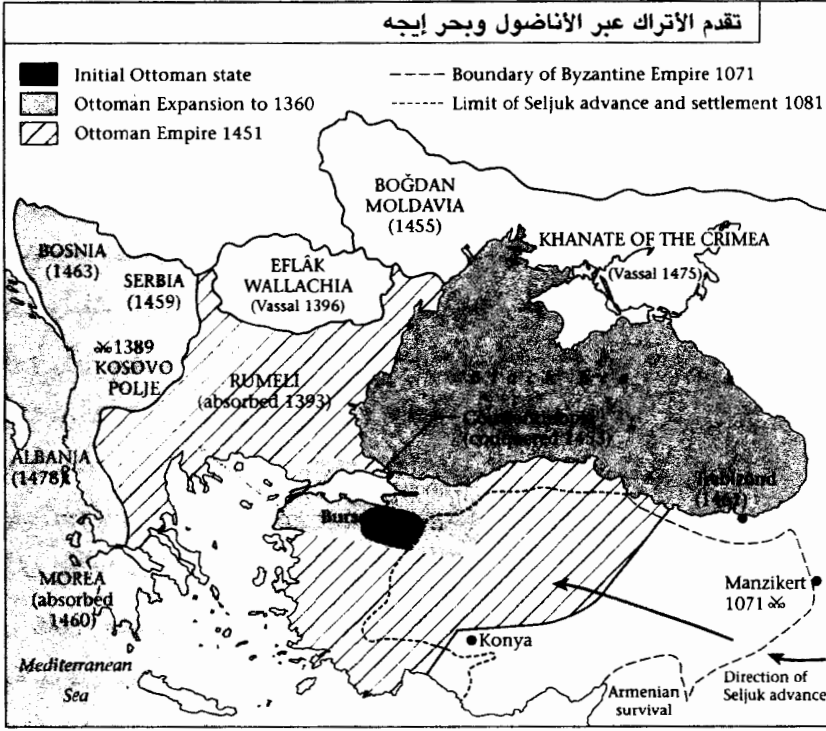 تقدم الأتراك عبر الأناضول وبحر إيجه
Initial Ottoman state
Ottoman Expansion to 1360
Ottoman Empire 1451
Boundary of Byzantine Empire 1071
Limit of Seljuk advance and settlement 1081
BOĞDAN
MOLDAVIA
(1455)
KHANATE OF THE CRIMEA
(Vassal 1475)
BOSNIA
(1463)
SERBIA
(1459)
EFLÂK
WALLACHIA
(Vassal 1396)
1389
KOSOVO
POLJE
RUMELI
(absorbed 1393)
(conquered 1453)
ALBANIA
(1478)
Trebizond
Bursa
MOREA
(absorbed
1460)
Manzikert
1071
Konya
Mediterranean
Sea
Armenian
survival
Direction of
Seljuk advance